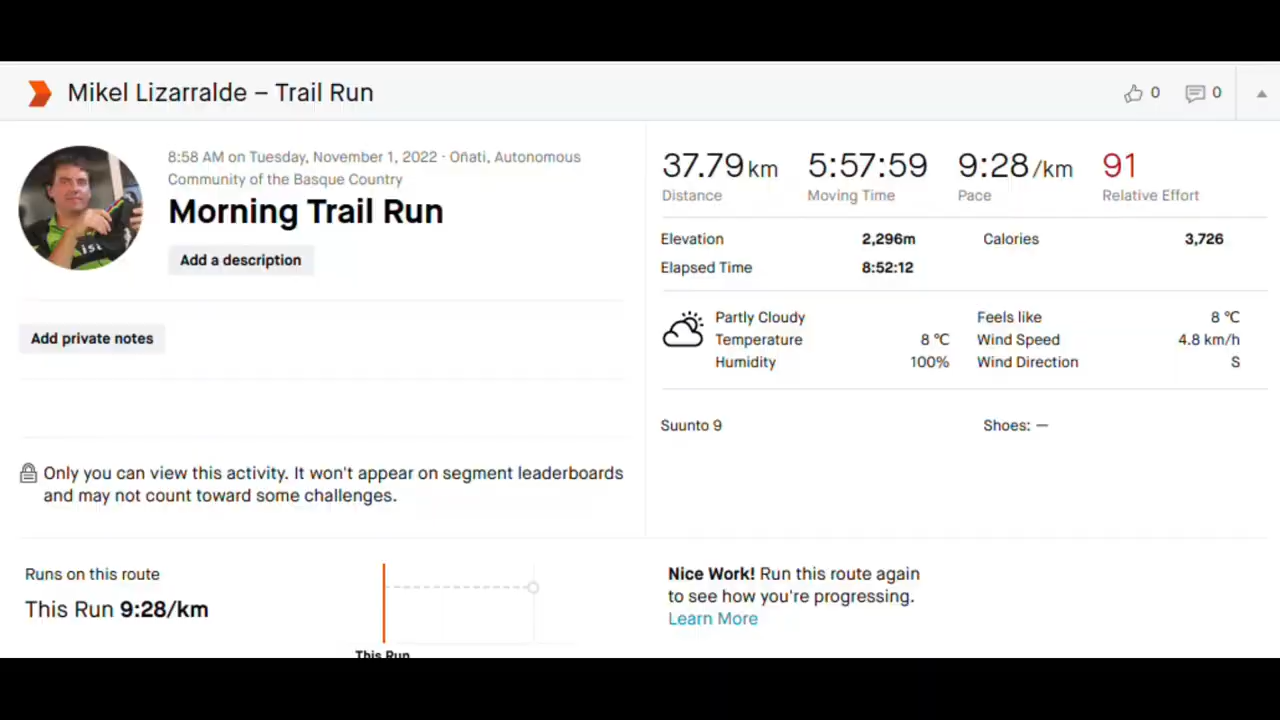 Mikel Lizarralde – Trail Run
0
0
8:58 AM on Tuesday, November 1, 2022 · Oñati, Autonomous
Community of the Basque Country
Morning Trail Run
Add a description
Add private notes
Only you can view this activity. It won't appear on segment leaderboards
and may not count toward some challenges.
37.79 km 5:57:59 9:28 /km 91
Distance Moving Time Pace Relative Effort
Elevation 2,296m Calories 3,726
Elapsed Time 8:52:12
Partly Cloudy Feels like 8 ℃
Temperature 8 ℃ Wind Speed 4.8 km/h
Humidity 100% Wind Direction S
Suunto 9 Shoes: —
Runs on this route
This Run 9:28/km
This Run
Nice Work! Run this route again
to see how you're progressing.
Learn More